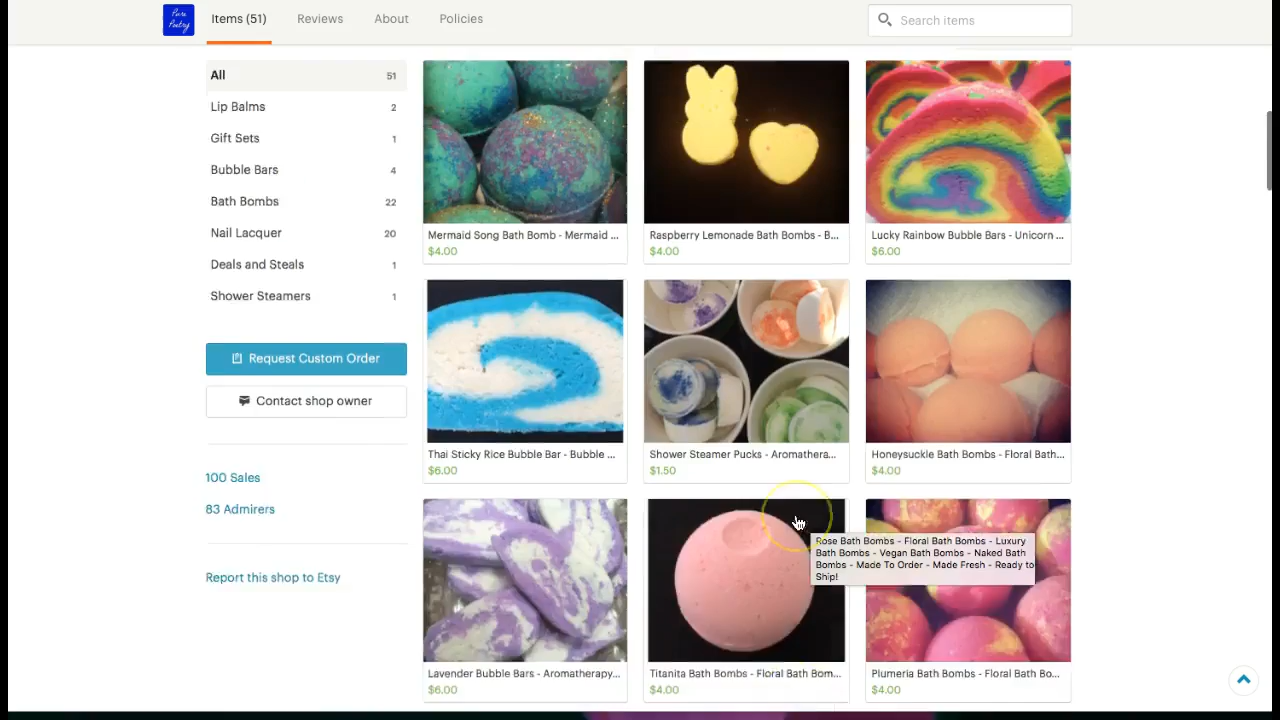 Pure
Poetry
Items (51)
Reviews
About
Policies
Search items
All 51
Lip Balms 2
Gift Sets 1
Bubble Bars 4
Bath Bombs 22
Nail Lacquer 20
Deals and Steals 1
Shower Steamers 1
Request Custom Order
Contact shop owner
100 Sales
83 Admirers
Report this shop to Etsy
Mermaid Song Bath Bomb - Mermaid ...
$4.00
Raspberry Lemonade Bath Bombs - B...
$4.00
Lucky Rainbow Bubble Bars - Unicorn ...
$6.00
Thai Sticky Rice Bubble Bar - Bubble ...
$6.00
Shower Steamer Pucks - Aromathera...
$1.50
Honeysuckle Bath Bombs - Floral Bath...
$4.00
Rose Bath Bombs - Floral Bath Bombs - Luxury
Bath Bombs - Vegan Bath Bombs - Naked Bath
Bombs - Made To Order - Made Fresh - Ready to
Ship!
Lavender Bubble Bars - Aromatherapy...
$6.00
Titanita Bath Bombs - Floral Bath Bom...
$4.00
Plumeria Bath Bombs - Floral Bath Bo...
$4.00